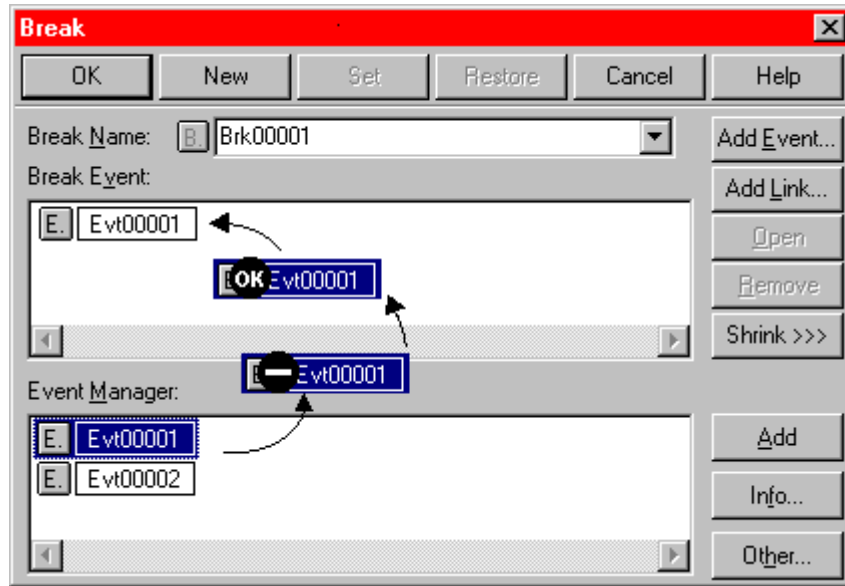 Break
OK New Set Restore Cancel Help
Break Name: B. Brk00001 Add Event...
Break Event: Add Link...
E. Evt00001 Open
OK Evt00001 Remove
Shrink >>>
E Evt00001
Event Manager:
E. Evt00001 Add
E. Evt00002 Info...
Other...